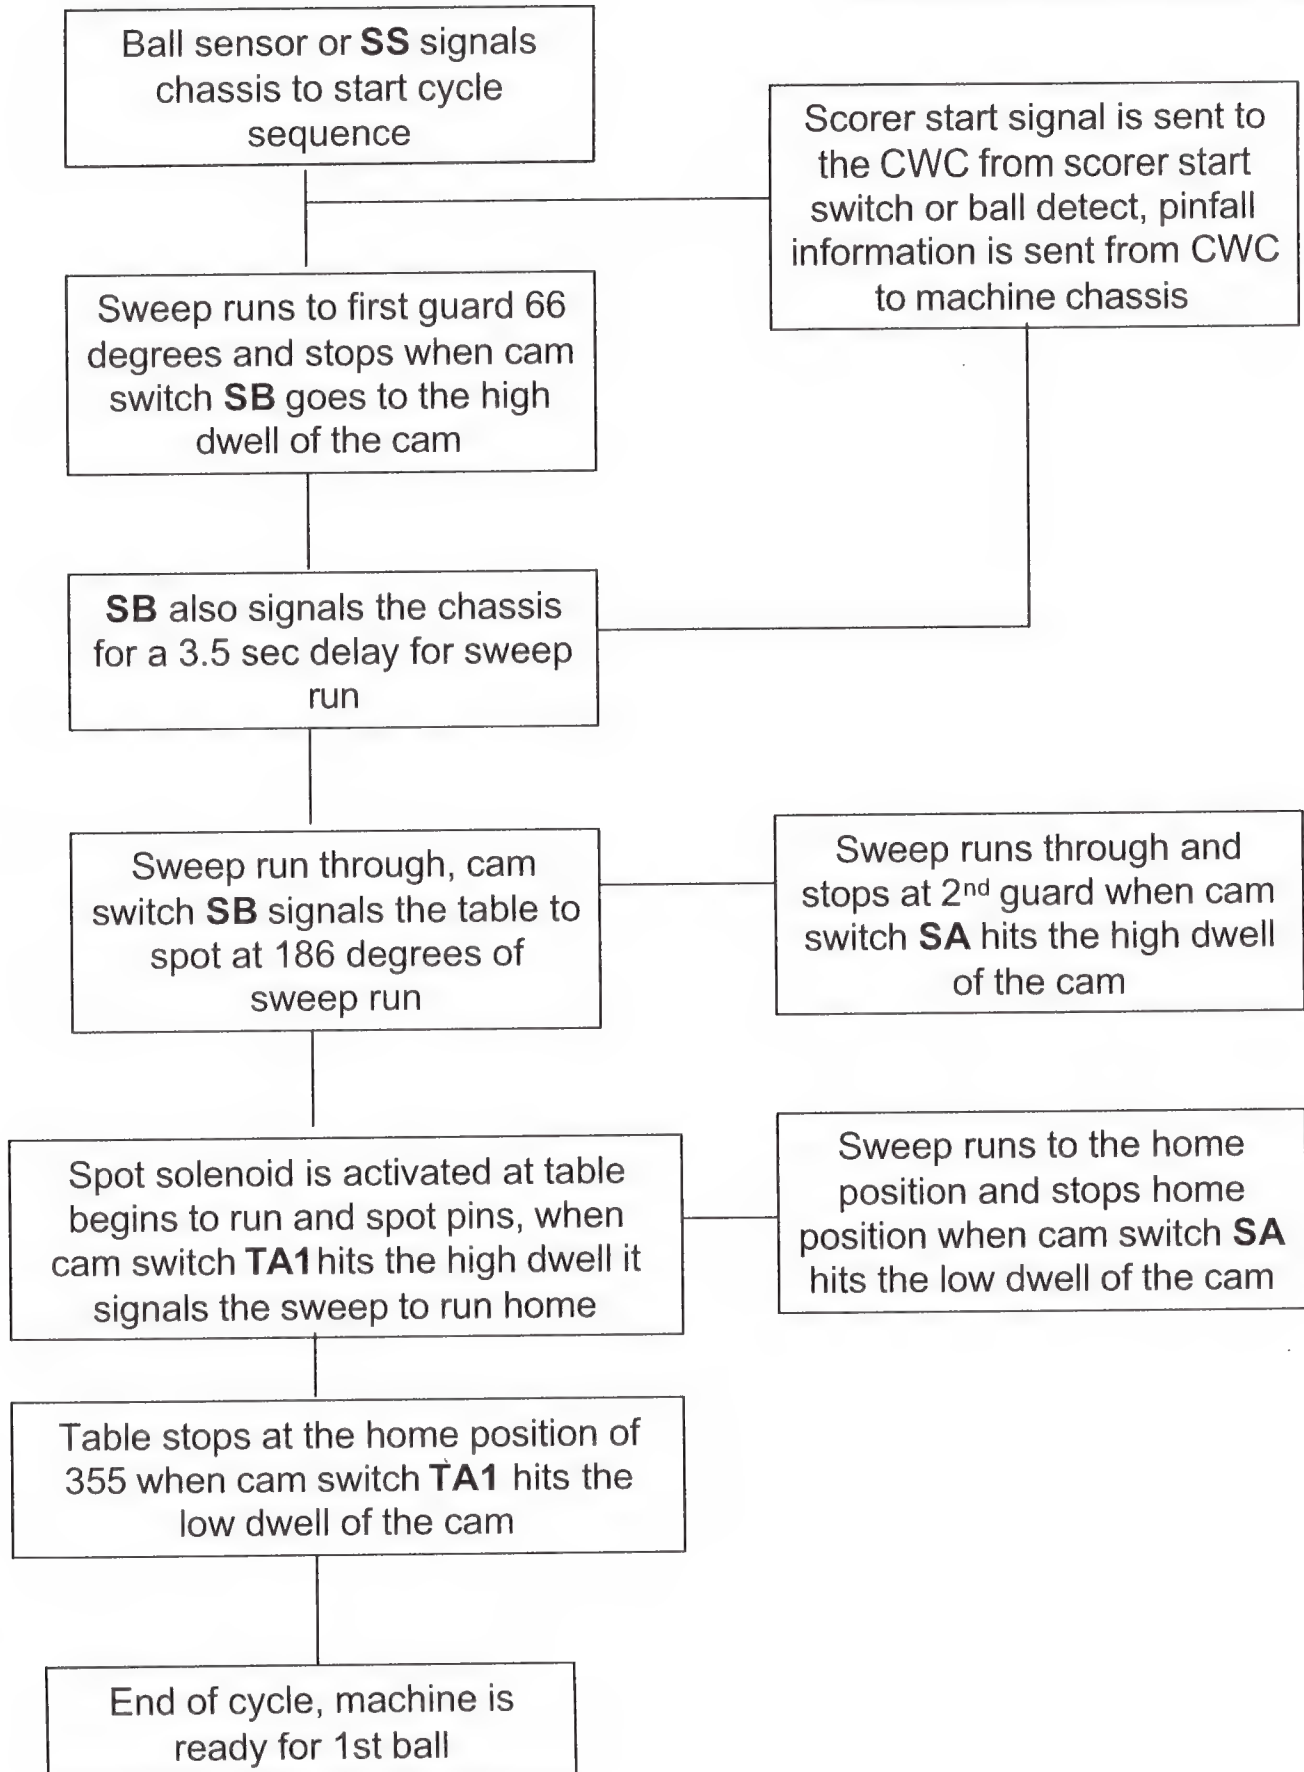 Ball sensor or SS signals
chassis to start cycle
sequence
Scorer start signal is sent to
the CWC from scorer start
switch or ball detect, pinfall
information is sent from CWC
to machine chassis
Sweep runs to first guard 66
degrees and stops when cam
switch SB goes to the high
dwell of the cam
SB also signals the chassis
for a 3.5 sec delay for sweep
run
Sweep run through, cam
switch SB signals the table to
spot at 186 degrees of
sweep run
Sweep runs through and
stops at 2nd guard when cam
switch SA hits the high dwell
of the cam
Spot solenoid is activated at table
begins to run and spot pins, when
cam switch TA1 hits the high dwell it
signals the sweep to run home
Sweep runs to the home
position and stops home
position when cam switch SA
hits the low dwell of the cam
Table stops at the home position of
355 when cam switch TA1 hits the
low dwell of the cam
End of cycle, machine is
ready for 1st ball